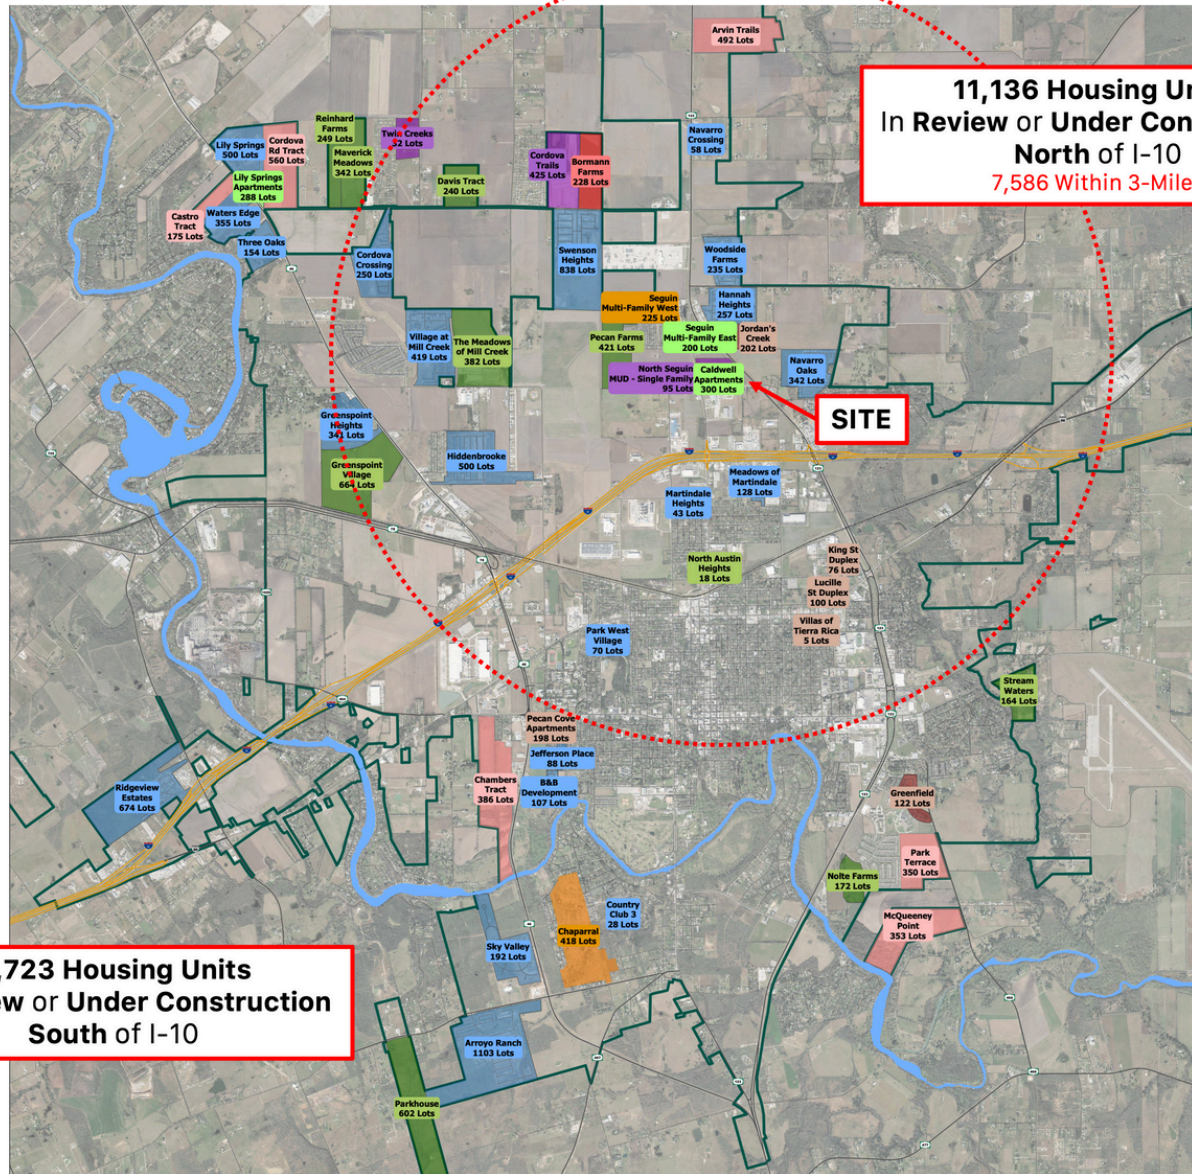 Arvin Trails
492 Lots
11,136 Housing Un
In Review or Under Con
North of I-10
7,586 Within 3-Mile
Reinhard
Farms
249 Lots
Twin Creeks
32 Lots
Lily Springs
500 Lots
Cordova
Rd Tract
560 Lots
Maverick
Meadows
342 Lots
Navarro
Crossing
58 Lots
Cordova
Trails
425 Lots
Bormann
Farms
228 Lots
Lily Springs
Apartments
288 Lots
Davis Tract
240 Lots
Castro
Tract
175 Lots
Waters Edge
355 Lots
Three Oaks
154 Lots
Cordova
Crossing
250 Lots
Swenson
Heights
838 Lots
Woodside
Farms
235 Lots
Hannah
Heights
257 Lots
Seguin
Multi-Family West
225 Lots
Village at
Mill Creek
419 Lots
The Meadows
of Mill Creek
382 Lots
Pecan Farms
421 Lots
Seguin
Multi-Family East
200 Lots
Jordan's
Creek
202 Lots
North Seguin
MUD - Single Family
95 Lots
Caldwell
Apartments
300 Lots
Navarro
Oaks
342 Lots
SITE
Greenspoint
Heights
341 Lots
Hiddenbrooke
500 Lots
Greenspoint
Village
664 Lots
Meadows of
Martindale
128 Lots
Martindale
Heights
43 Lots
North Austin
Heights
18 Lots
King St
Duplex
76 Lots
Lucille
St Duplex
100 Lots
Villas of
Tierra Rica
5 Lots
Park West
Village
70 Lots
Stream
Waters
164 Lots
Pecan Cove
Apartments
198 Lots
Jefferson Place
88 Lots
Chambers
Tract
386 Lots
B&B
Development
107 Lots
Ridgeview
Estates
674 Lots
Greenfield
122 Lots
Park
Terrace
350 Lots
Nolte Farms
172 Lots
McQueeney
Point
353 Lots
Country
Club 3
28 Lots
Chaparral
418 Lots
Sky Valley
192 Lots
,723 Housing Units
ew or Under Construction
South of I-10
Arroyo Ranch
1103 Lots
Parkhouse
602 Lots